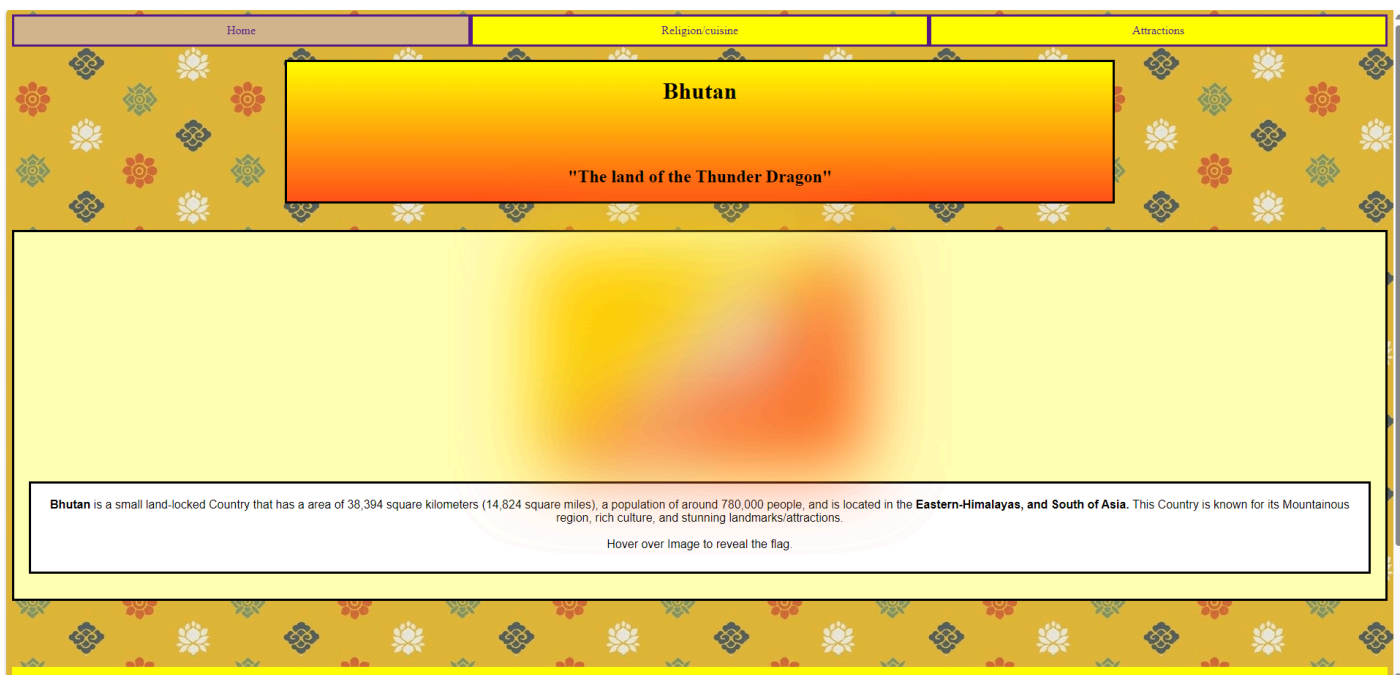 Home
Religion/cuisine
Attractions
Bhutan
"The land of the Thunder Dragon"
Bhutan is a small land-locked Country that has a area of 38,394 square kilometers (14,824 square miles), a population of around 780,000 people, and is located in the Eastern-Himalayas, and South of Asia. This Country is known for its Mountainous
region, rich culture, and stunning landmarks/attractions.
Hover over Image to reveal the flag.